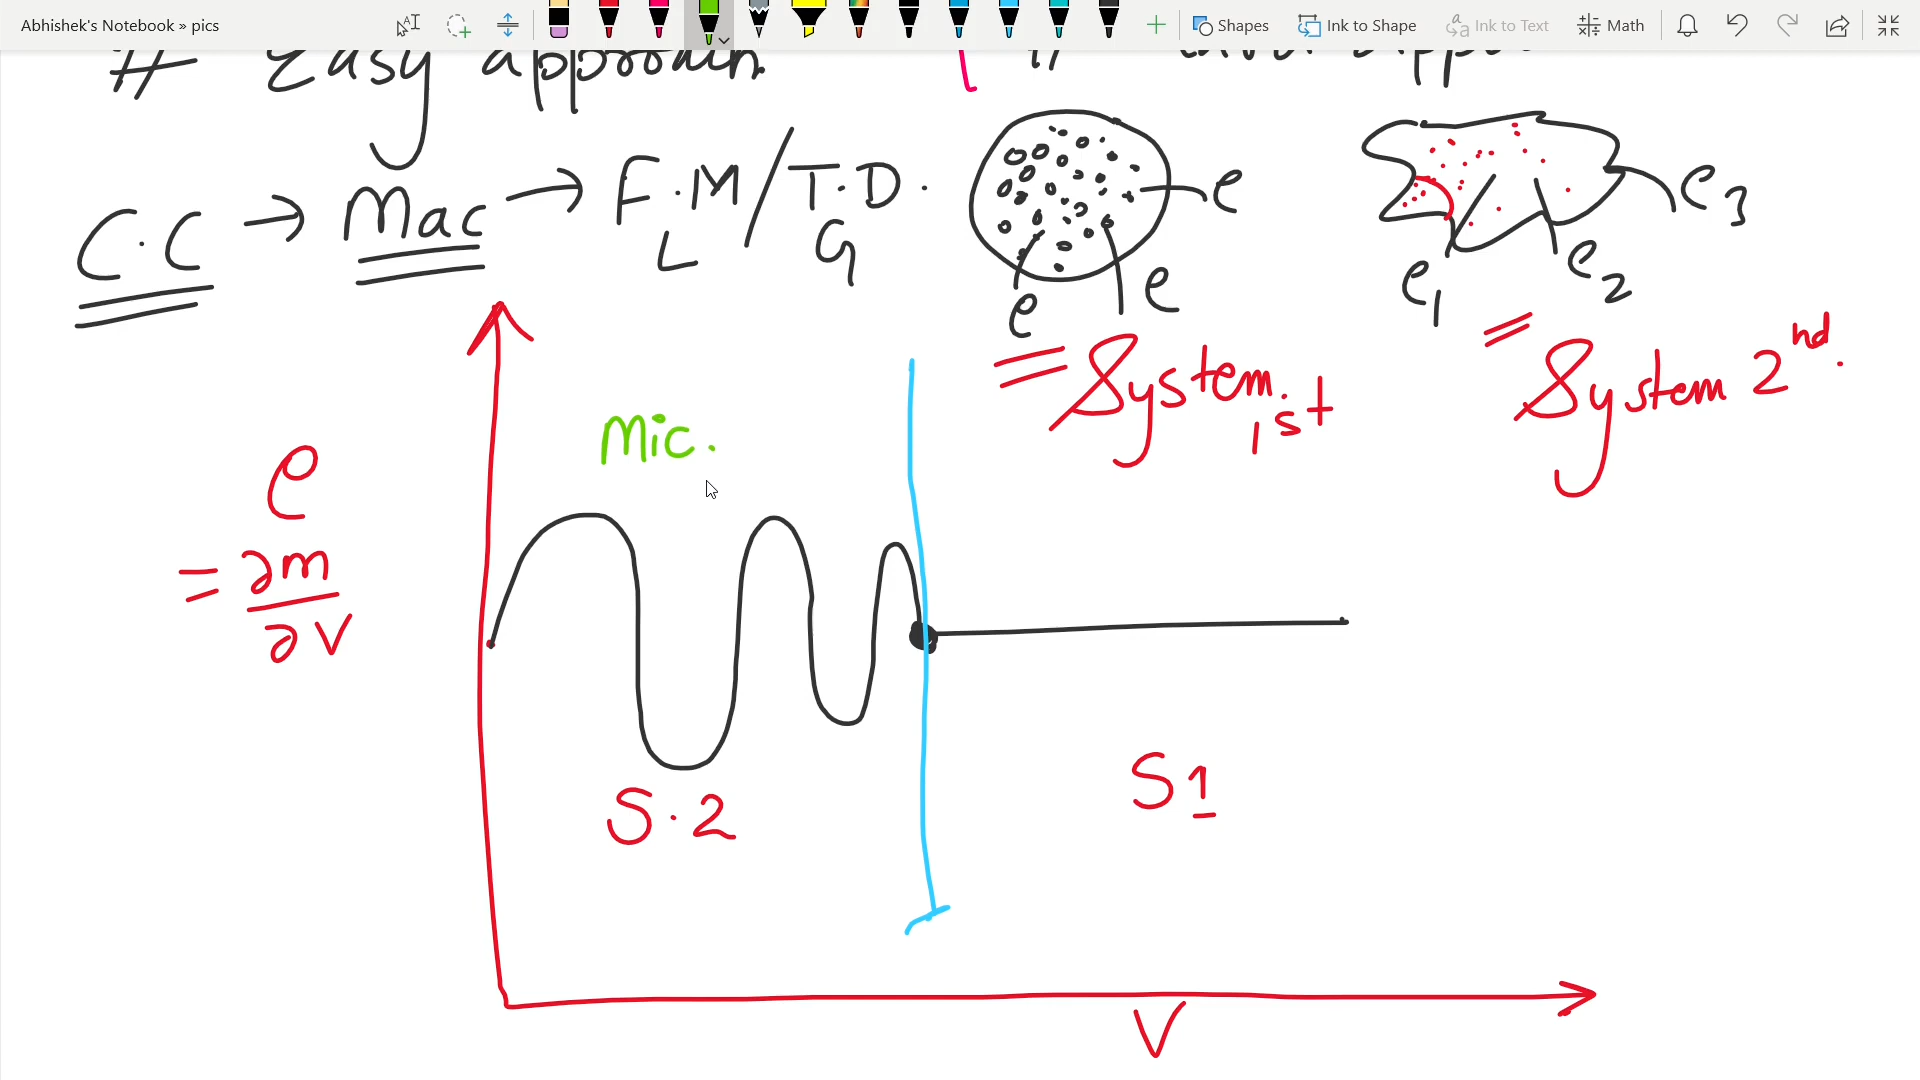 Abhishek's Notebook » pics
Shapes
Ink to Shape
Ink to Text
Math
# Easy approach.
C.C → Mac → F.M/T.D.
L G
e
e e
e1 e2 e3
= System 1st
= System 2nd.
Mic.
ρ
= ∂m
∂V
S.2
S1
V